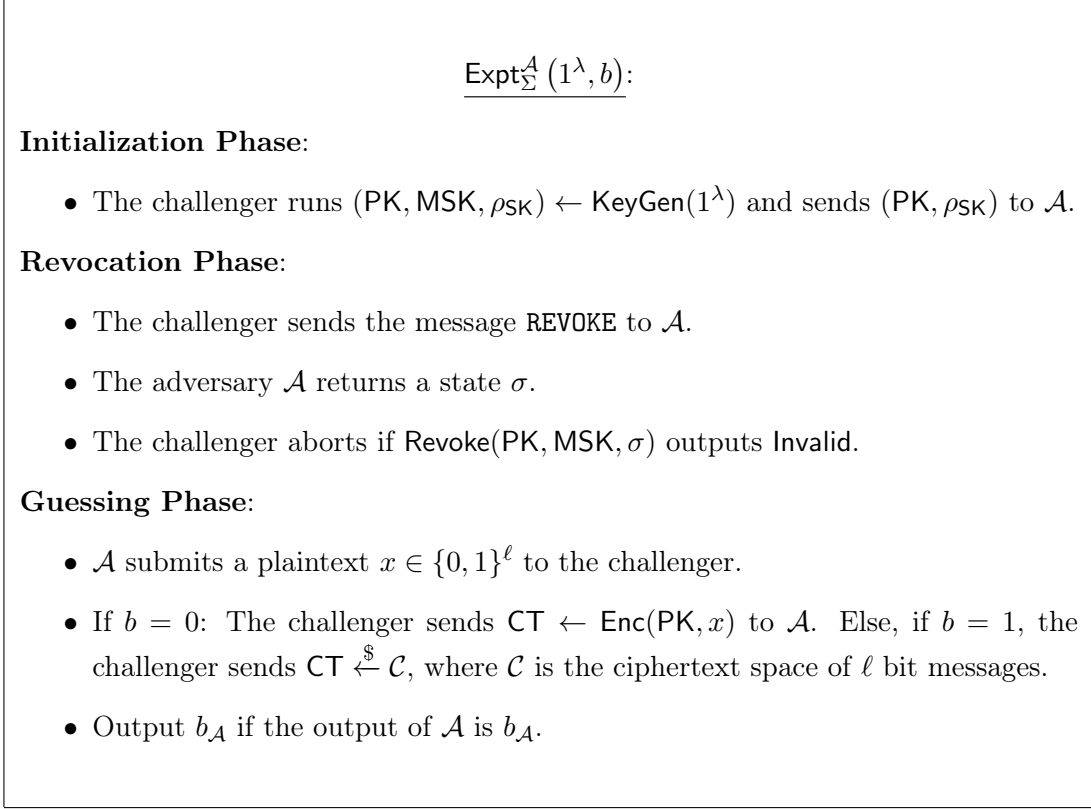 Expt^A_Σ (1^λ, b):
Initialization Phase:
• The challenger runs (PK, MSK, ρ_SK) ← KeyGen(1^λ) and sends (PK, ρ_SK) to 𝒜.
Revocation Phase:
• The challenger sends the message REVOKE to 𝒜.
• The adversary 𝒜 returns a state σ.
• The challenger aborts if Revoke(PK, MSK, σ) outputs Invalid.
Guessing Phase:
• 𝒜 submits a plaintext x ∈ {0, 1}^ℓ to the challenger.
• If b = 0: The challenger sends CT ← Enc(PK, x) to 𝒜. Else, if b = 1, the
challenger sends CT ←$ 𝒞, where 𝒞 is the ciphertext space of ℓ bit messages.
• Output b_𝒜 if the output of 𝒜 is b_𝒜.